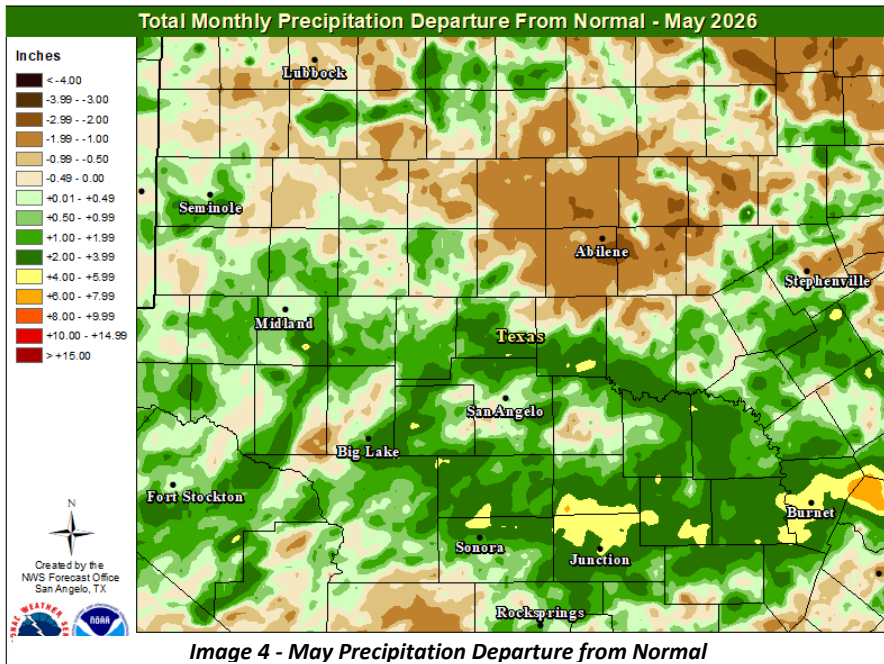 Total Monthly Precipitation Departure From Normal - May 2026
Inches
< -4.00
-3.99 - -3.00
-2.99 - -2.00
-1.99 - -1.00
-0.99 - -0.50
-0.49 - 0.00
+0.01 - +0.49
+0.50 - +0.99
+1.00 - +1.99
+2.00 - +3.99
+4.00 - +5.99
+6.00 - +7.99
+8.00 - +9.99
+10.00 - +14.99
> +15.00
Lubbock
Seminole
Abilene
Stephenville
Midland
Texas
San Angelo
Big Lake
Fort Stockton
Burnet
Sonora
Junction
Rocksprings
N
Created by the
NWS Forecast Office
San Angelo, TX
NOAA
Image 4 - May Precipitation Departure from Normal